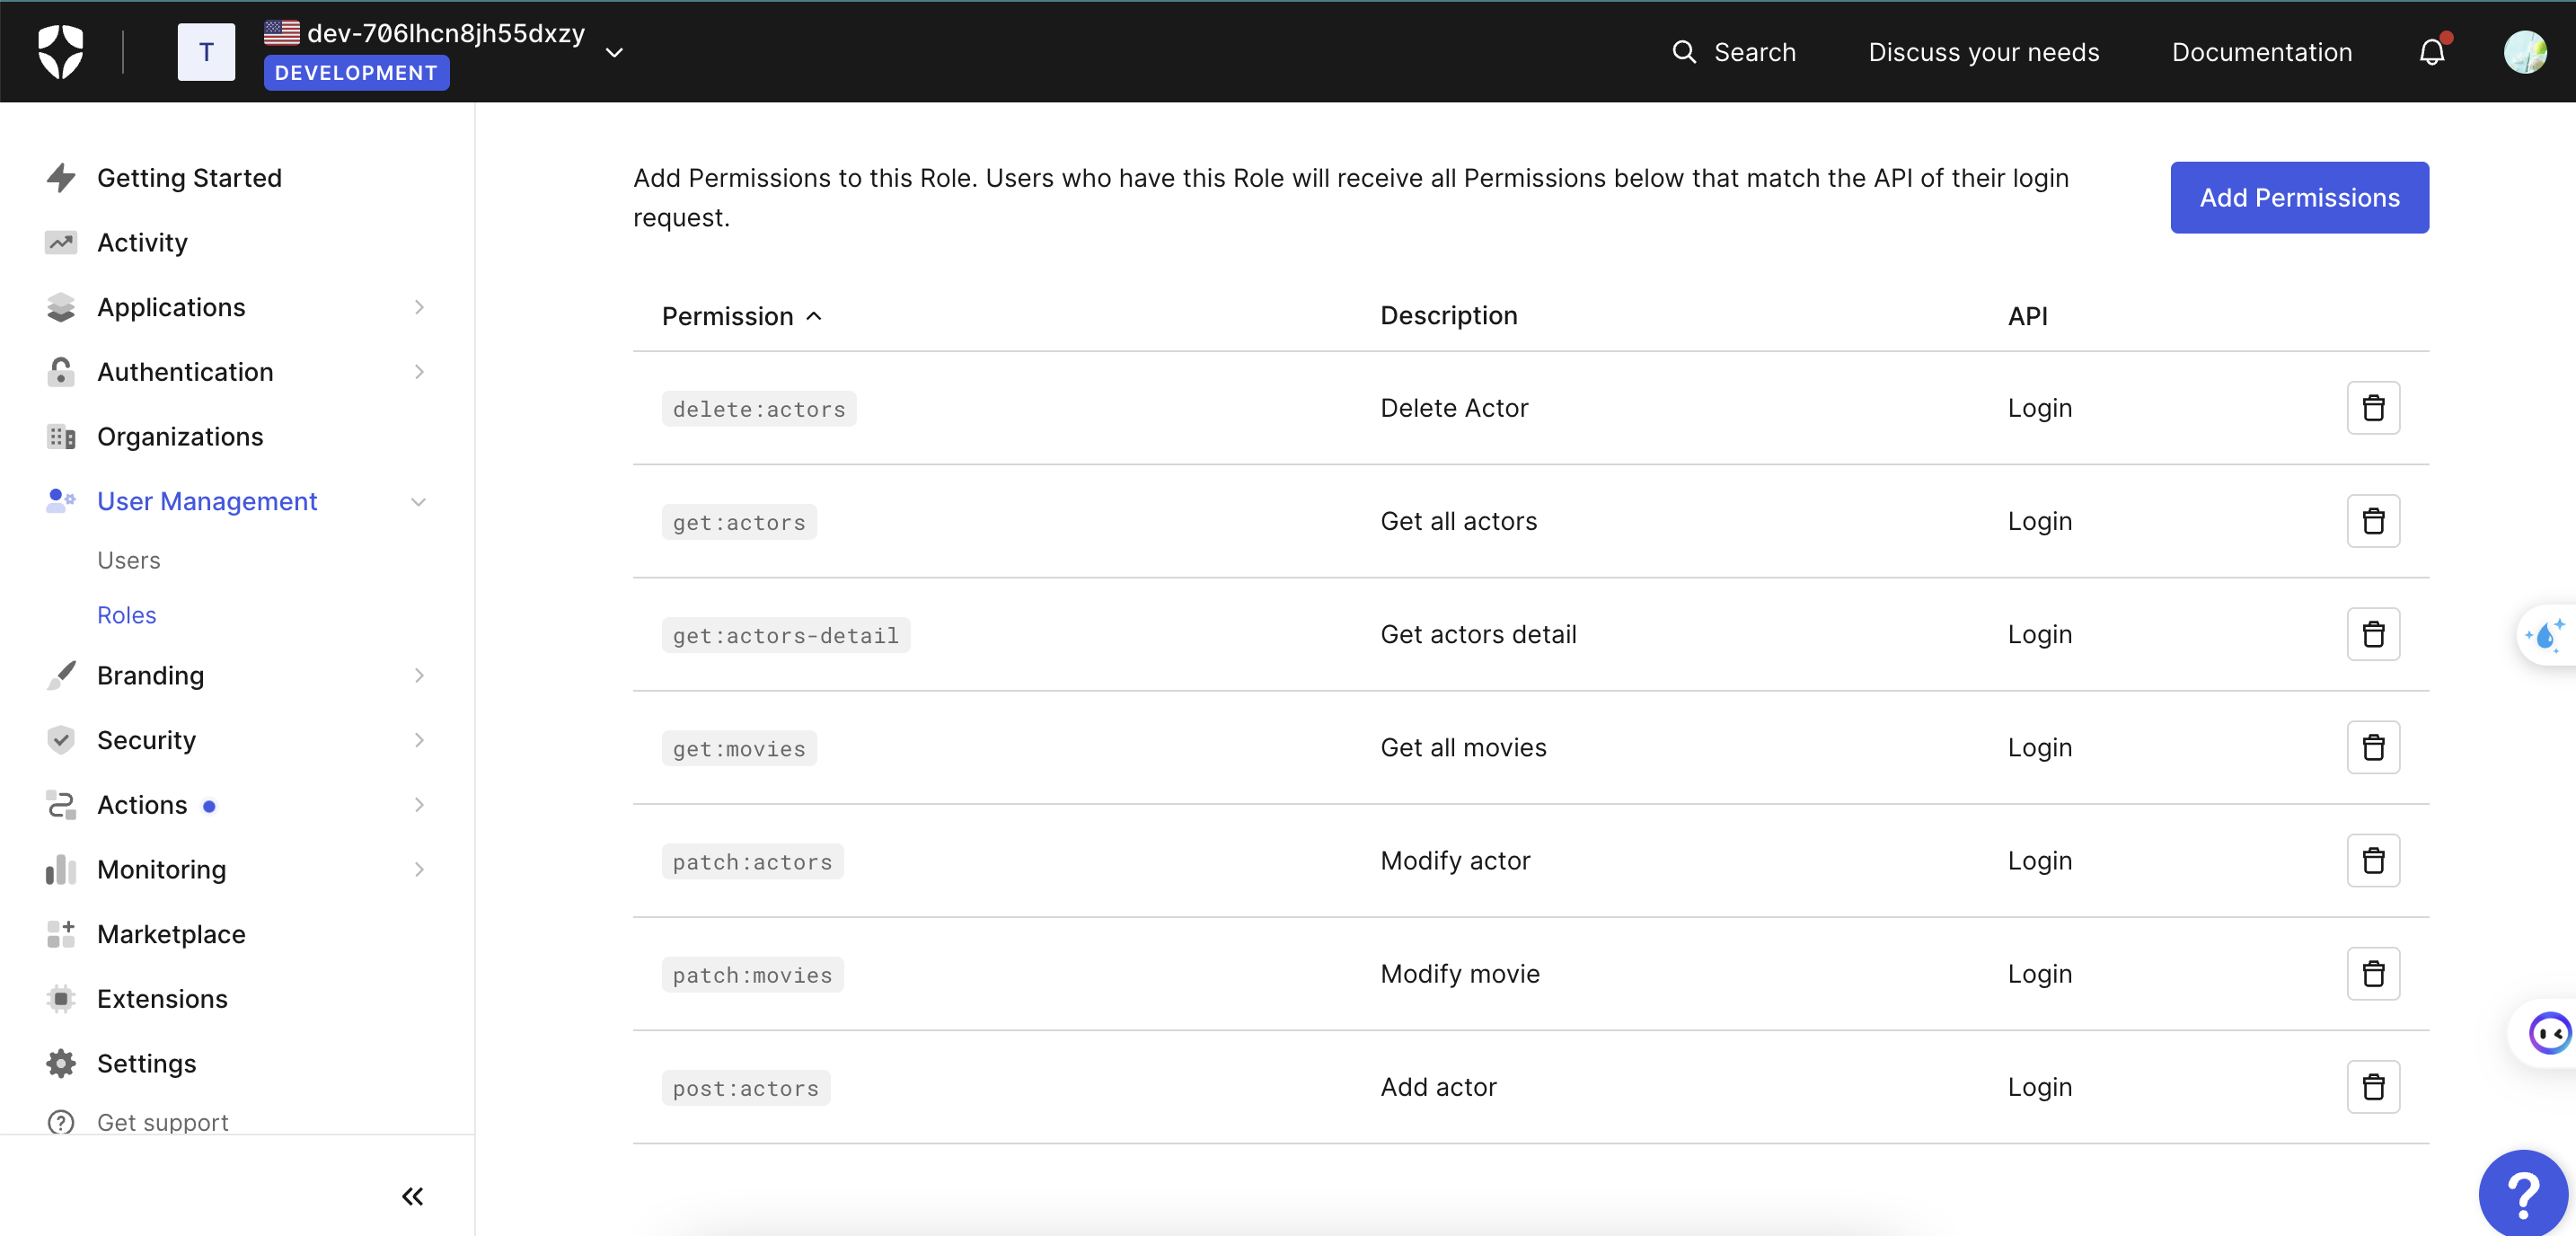 T
dev-706lhcn8jh55dxzy
DEVELOPMENT
Search
Discuss your needs
Documentation
Getting Started
Activity
Applications
Authentication
Organizations
User Management
Users
Roles
Branding
Security
Actions
Monitoring
Marketplace
Extensions
Settings
Get support
Add Permissions to this Role. Users who have this Role will receive all Permissions below that match the API of their login
request.
Add Permissions
Permission Description API
delete:actors Delete Actor Login
get:actors Get all actors Login
get:actors-detail Get actors detail Login
get:movies Get all movies Login
patch:actors Modify actor Login
patch:movies Modify movie Login
post:actors Add actor Login
?